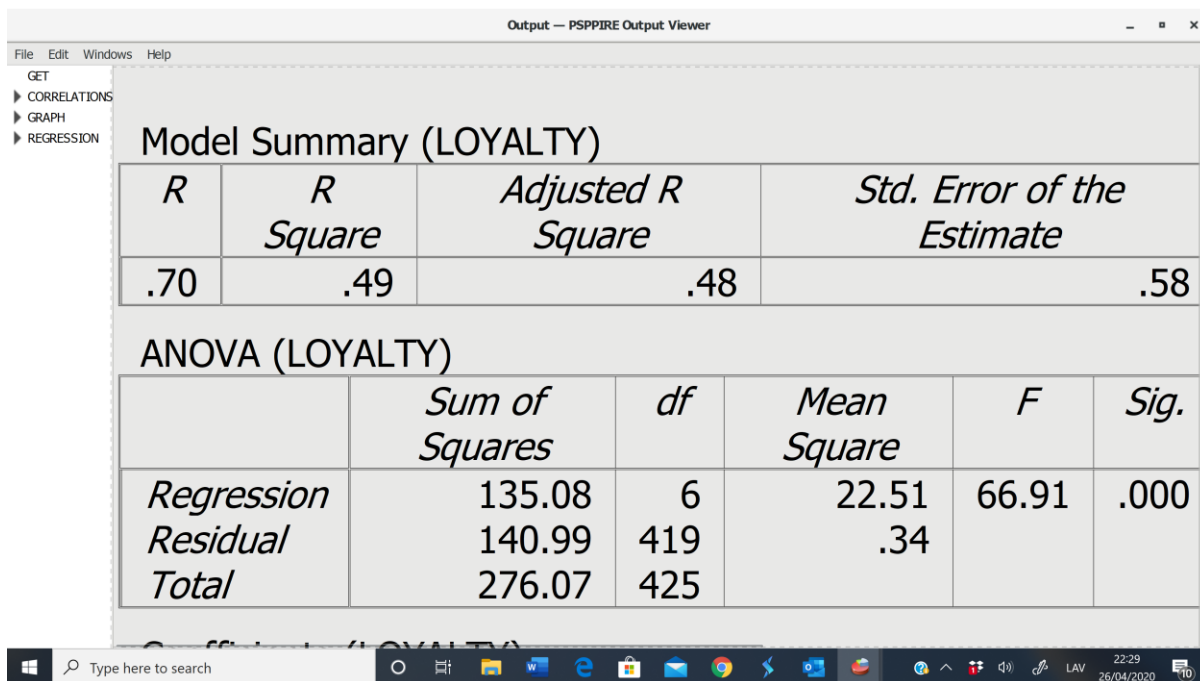 Output — PSPPIRE Output Viewer
File Edit Windows Help
GET
CORRELATIONS
GRAPH
REGRESSION
Model Summary (LOYALTY)
R R Square Adjusted R Square Std. Error of the Estimate
.70 .49 .48 .58
ANOVA (LOYALTY)
Sum of Squares df Mean Square F Sig.
Regression 135.08 6 22.51 66.91 .000
Residual 140.99 419 .34
Total 276.07 425
Coefficients (LOYALTY)
Type here to search
LAV
22:29
26/04/2020